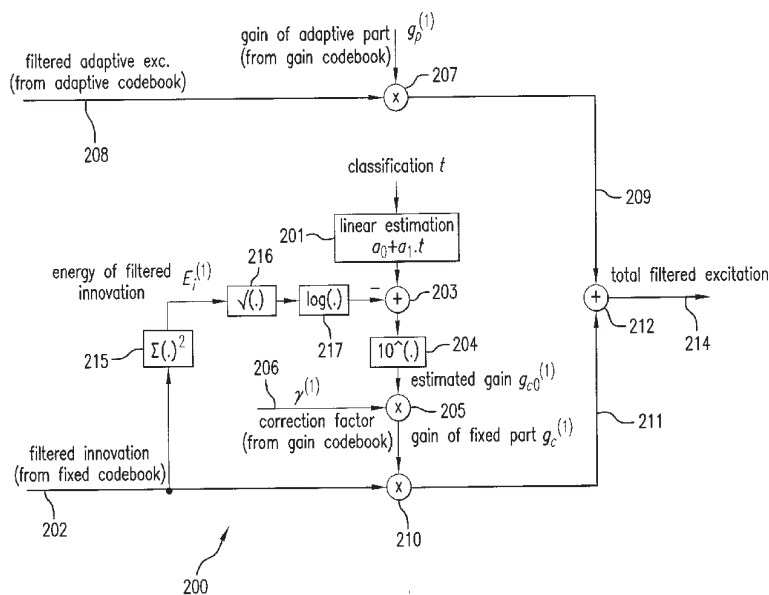 gain of adaptive part g_p^(1)
(from gain codebook)
filtered adaptive exc.
(from adaptive codebook)
x
207
208
classification t
209
201
linear estimation
a_0+a_1.t
216
energy of filtered E_i^(1)
innovation
√(.)
log(.)
−
+
203
total filtered excitation
+
212
214
215
Σ(.)²
217
10^(.)
204
206
γ^(1)
estimated gain g_c0^(1)
x
205
correction factor
(from gain codebook)
gain of fixed part g_c^(1)
211
filtered innovation
(from fixed codebook)
x
202
210
200